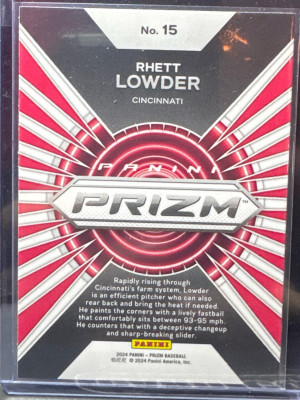 No. 15
RHETT
LOWDER
CINCINNATI
PANINI
PRIZM™
Rapidly rising through
Cincinnati's farm system, Lowder
is an efficient pitcher who can also
rear back and bring the heat if needed.
He paints the corners with a lively fastball
that comfortably sits between 93-95 mph.
He counters that with a deceptive changeup
and sharp-breaking slider.
PANINI
2024 PANINI – PRIZM BASEBALL
© 2024 Panini America, Inc.